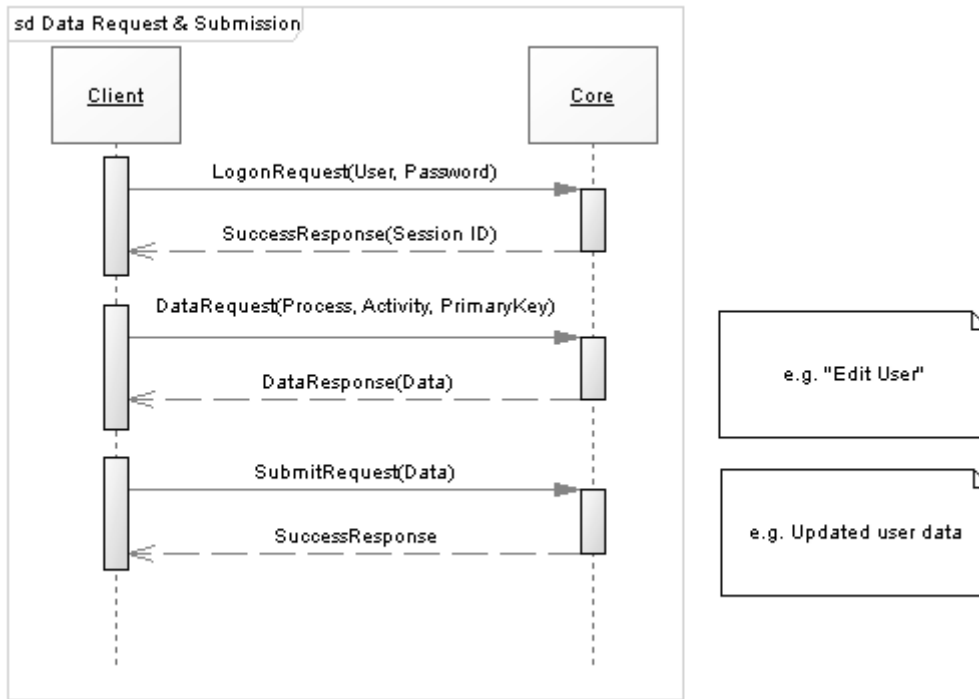 sd Data Request & Submission
Client
Core
LogonRequest(User, Password)
SuccessResponse(Session ID)
DataRequest(Process, Activity, PrimaryKey)
DataResponse(Data)
e.g. "Edit User"
SubmitRequest(Data)
SuccessResponse
e.g. Updated user data